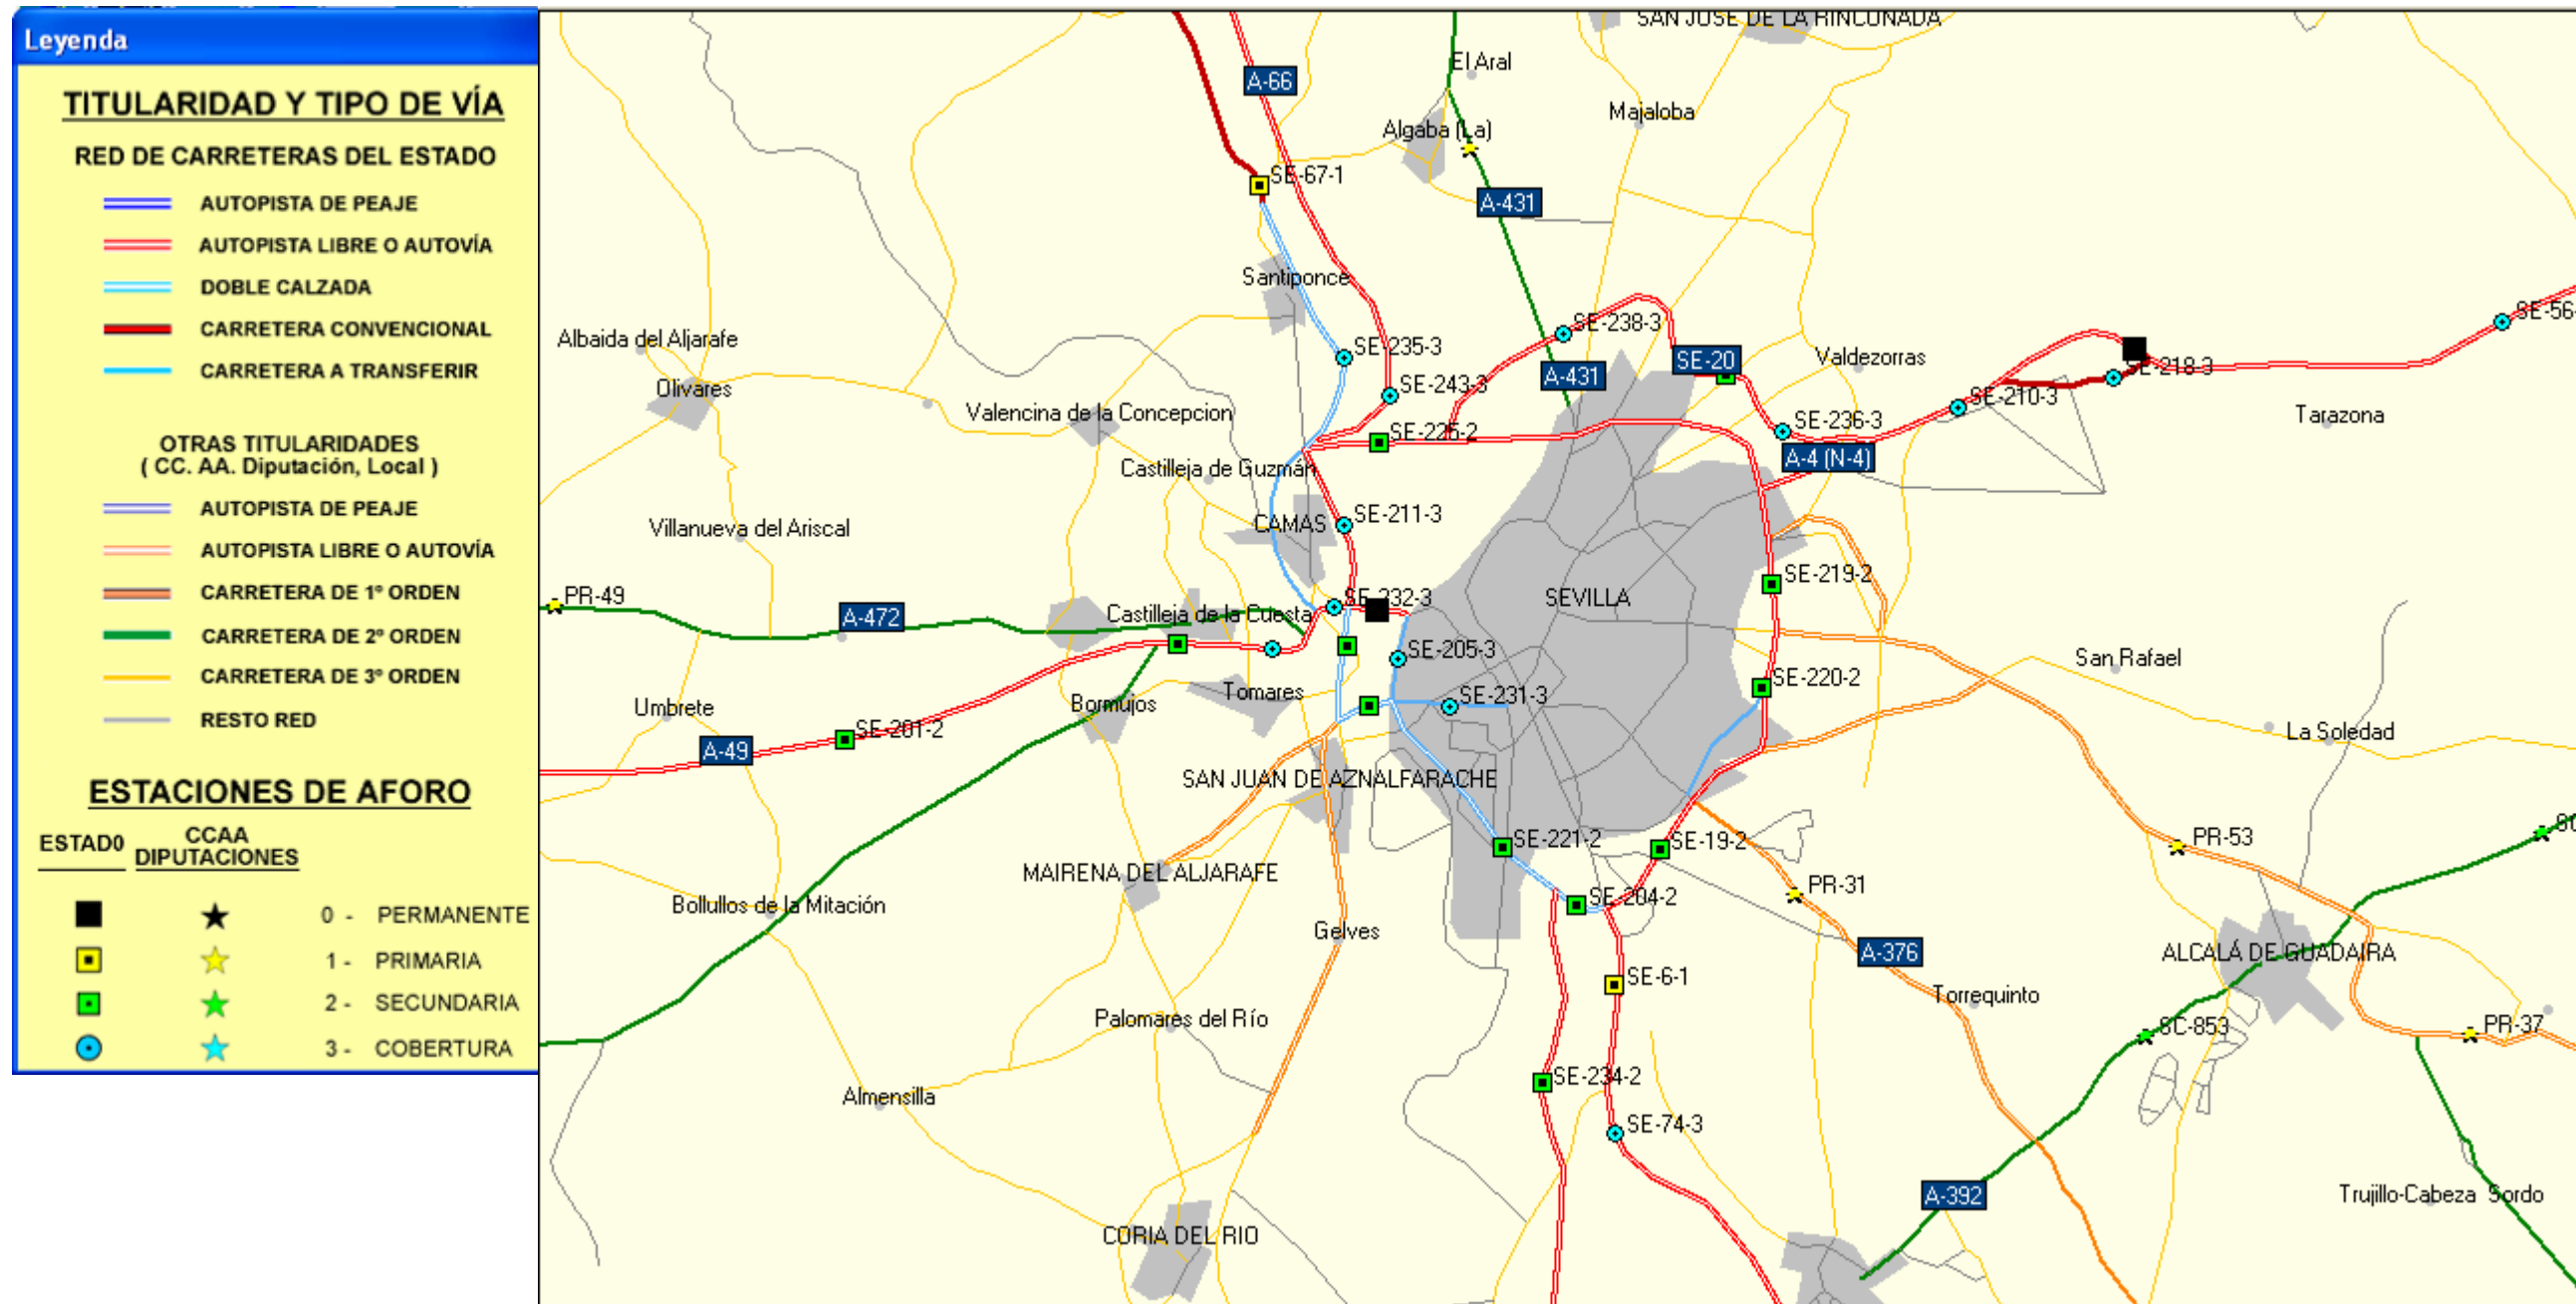 Leyenda
TITULARIDAD Y TIPO DE VÍA
RED DE CARRETERAS DEL ESTADO
AUTOPISTA DE PEAJE
AUTOPISTA LIBRE O AUTOVÍA
DOBLE CALZADA
CARRETERA CONVENCIONAL
CARRETERA A TRANSFERIR
OTRAS TITULARIDADES
( CC. AA. Diputación, Local )
AUTOPISTA DE PEAJE
AUTOPISTA LIBRE O AUTOVÍA
CARRETERA DE 1º ORDEN
CARRETERA DE 2º ORDEN
CARRETERA DE 3º ORDEN
RESTO RED
ESTACIONES DE AFORO
ESTAD0
CCAA
DIPUTACIONES
0 - PERMANENTE
1 - PRIMARIA
2 - SECUNDARIA
3 - COBERTURA
SAN JOSE DE LA RINCONADA
A-66
El Aral
Majaloba
Algaba (La)
SE-67-1
A-431
Santiponce
SE-238-3
SE-56-
Albaida del Aljarafe
SE-235-3
SE-20
Valdezorras
SE-218-3
A-431
Olivares
SE-243-3
SE-210-3
Valencina de la Concepcion
SE-236-3
Tarazona
SE-225-2
A-4 (N-4)
Castilleja de Guzmán
CAMAS
SE-211-3
Villanueva del Ariscal
SE-219-2
PR-49
SE-232-3
SEVILLA
A-472
Castilleja de la Cuesta
SE-205-3
San Rafael
SE-220-2
Tomares
SE-231-3
Umbrete
Bormujos
SE-201-2
La Soledad
A-49
SAN JUAN DE AZNALFARACHE
SE-221-2
SE-19-2
PR-53
MAIRENA DEL ALJARAFE
PR-31
SE-204-2
Bollullos de la Mitación
Gelves
A-376
ALCALÁ DE GUADAIRA
SE-6-1
Torrequinto
Palomares del Río
SC-853
PR-37
SE-234-2
Almensilla
SE-74-3
A-392
Trujillo-Cabeza Sordo
CORIA DEL RIO